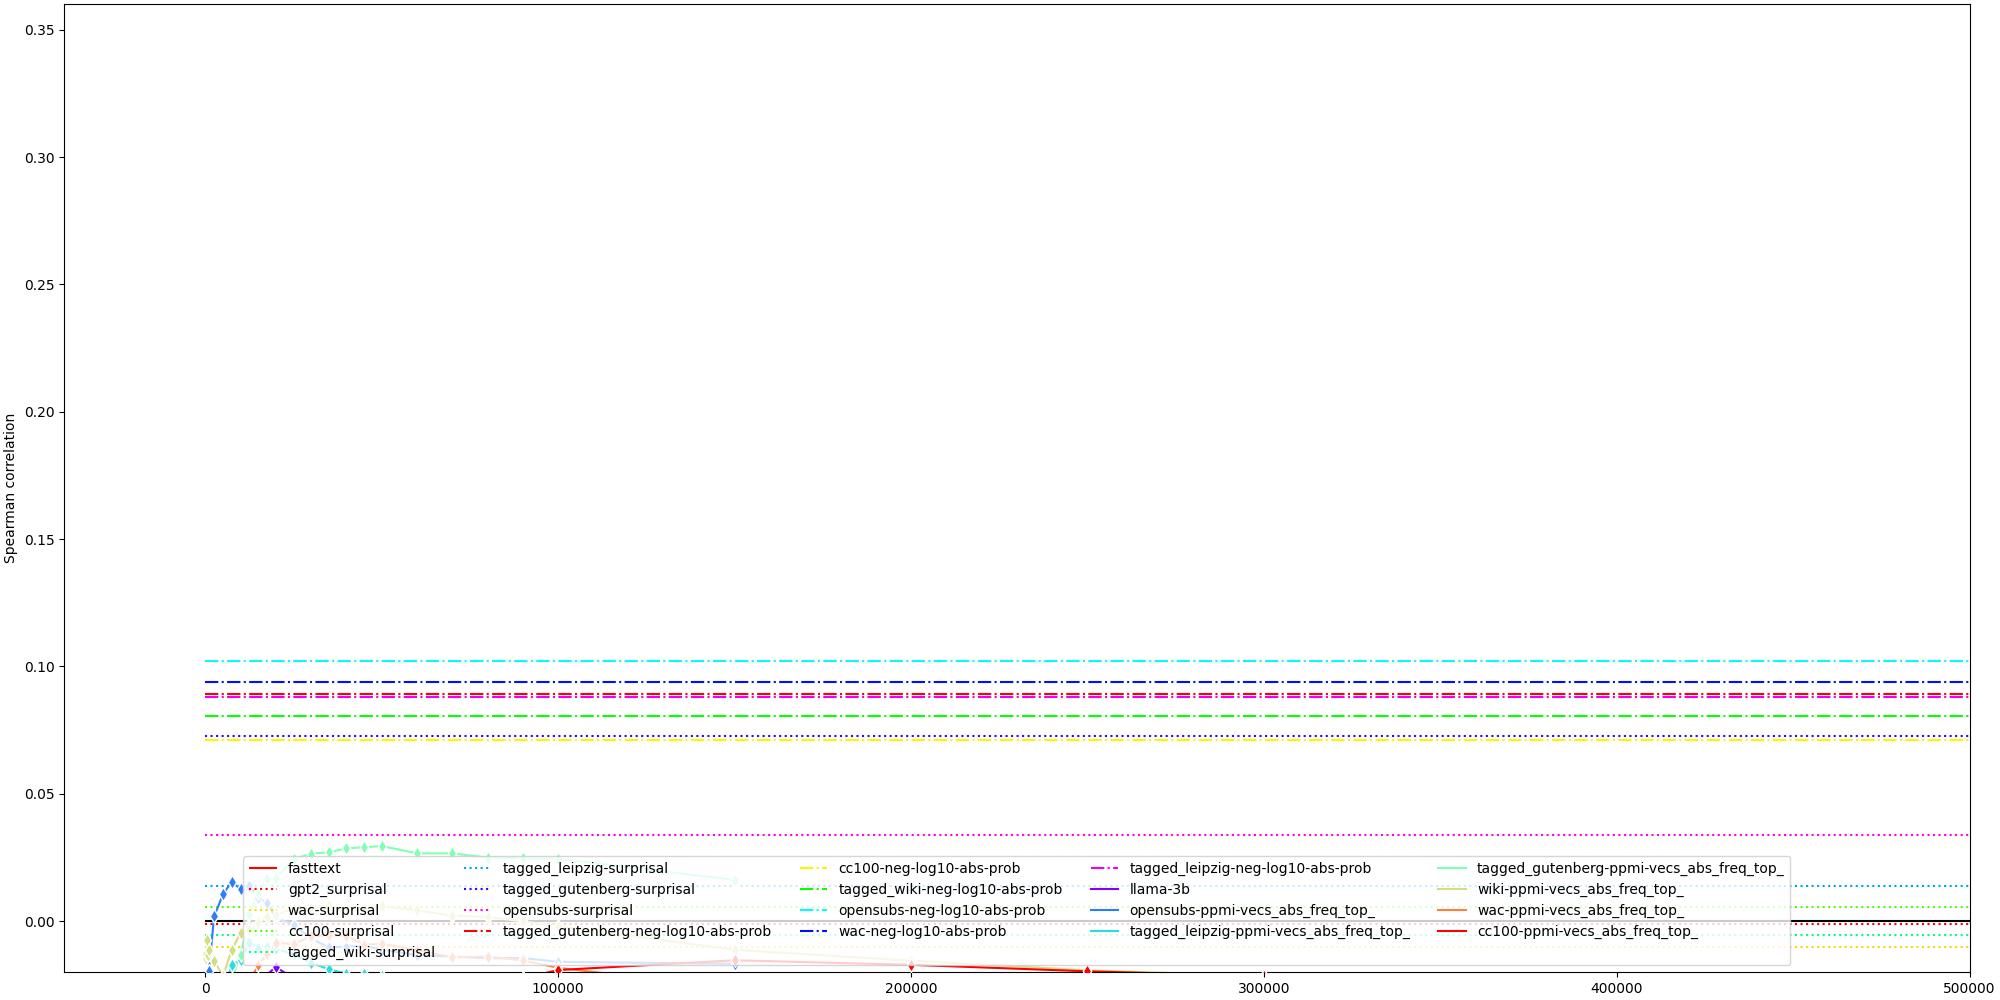 0.35
0.30
0.25
0.20
0.15
0.10
0.05
0.00
Spearman correlation
fasttext
gpt2_surprisal
wac-surprisal
cc100-surprisal
tagged_wiki-surprisal
tagged_leipzig-surprisal
tagged_gutenberg-surprisal
opensubs-surprisal
tagged_gutenberg-neg-log10-abs-prob
cc100-neg-log10-abs-prob
tagged_wiki-neg-log10-abs-prob
opensubs-neg-log10-abs-prob
wac-neg-log10-abs-prob
tagged_leipzig-neg-log10-abs-prob
llama-3b
opensubs-ppmi-vecs_abs_freq_top_
tagged_leipzig-ppmi-vecs_abs_freq_top_
tagged_gutenberg-ppmi-vecs_abs_freq_top_
wiki-ppmi-vecs_abs_freq_top_
wac-ppmi-vecs_abs_freq_top_
cc100-ppmi-vecs_abs_freq_top_
0 100000 200000 300000 400000 500000